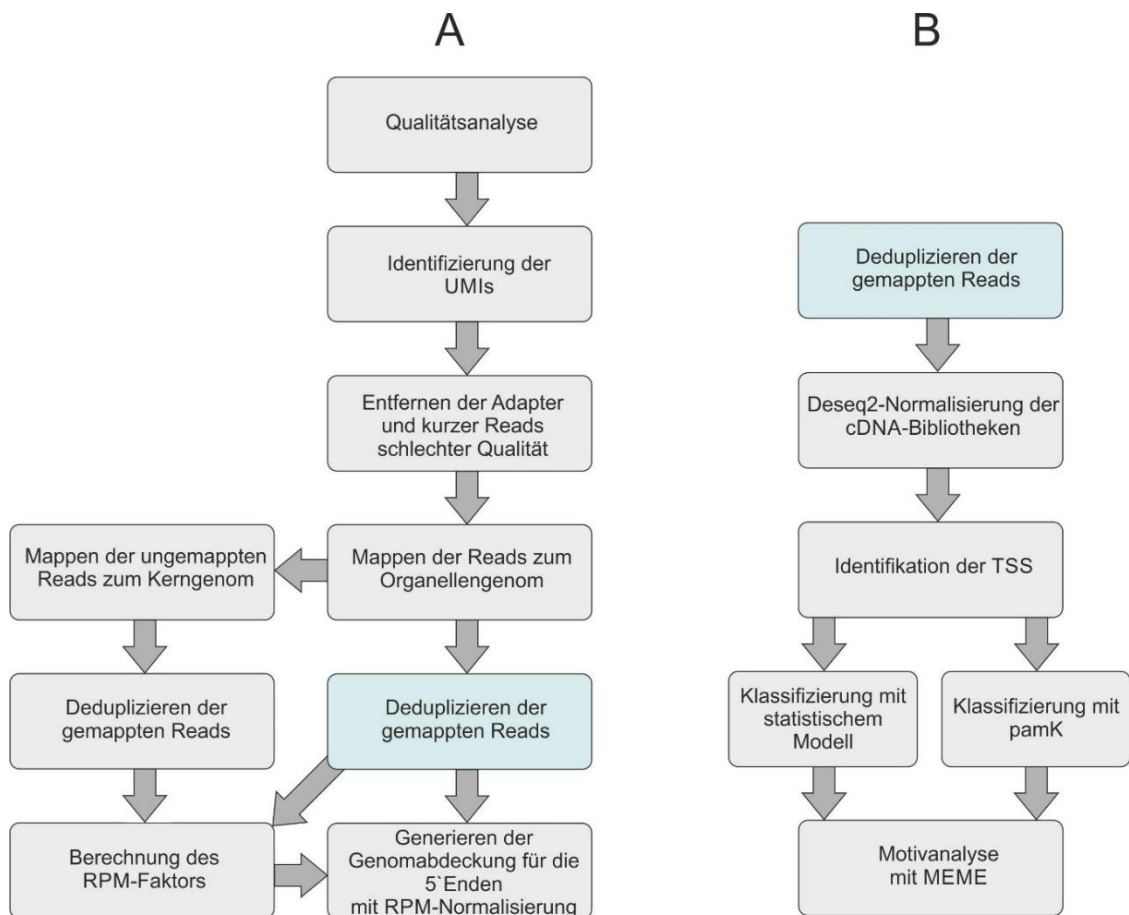 A
Qualitätsanalyse
Identifizierung der
UMIs
Entfernen der Adapter
und kurzer Reads
schlechter Qualität
Mappen der ungemappten
Reads zum Kerngenom
Mappen der Reads zum
Organellengenom
Deduplizieren der
gemappten Reads
Deduplizieren der
gemappten Reads
Berechnung des
RPM-Faktors
Generieren der
Genomabdeckung für die
5`Enden
mit RPM-Normalisierung
B
Deduplizieren der
gemappten Reads
Deseq2-Normalisierung der
cDNA-Bibliotheken
Identifikation der TSS
Klassifizierung mit
statistischem
Modell
Klassifizierung mit
pamK
Motivanalyse
mit MEME